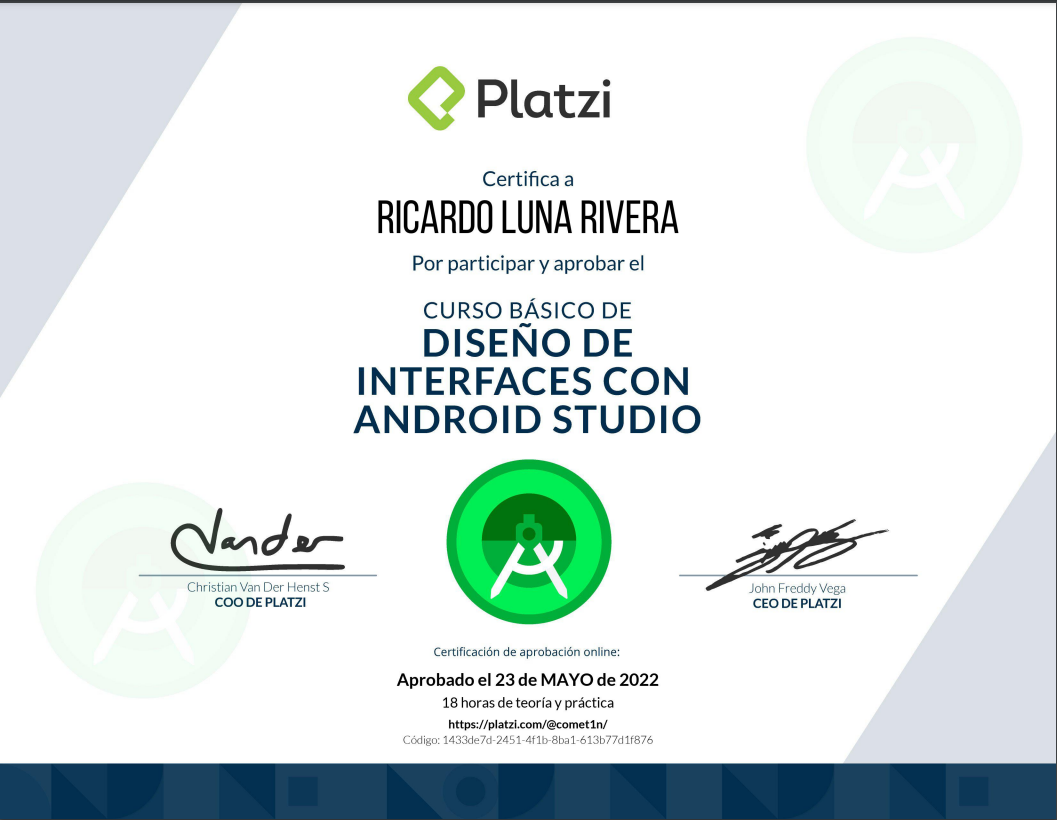 Platzi
Certifica a
RICARDO LUNA RIVERA
Por participar y aprobar el
CURSO BÁSICO DE
DISEÑO DE
INTERFACES CON
ANDROID STUDIO
Vander
Christian Van Der Henst S
COO DE PLATZI
John Freddy Vega
CEO DE PLATZI
Certificación de aprobación online:
Aprobado el 23 de MAYO de 2022
18 horas de teoría y práctica
https://platzi.com/@comet1n/
Código: 1433de7d-2451-4f1b-8ba1-613b77d1f876